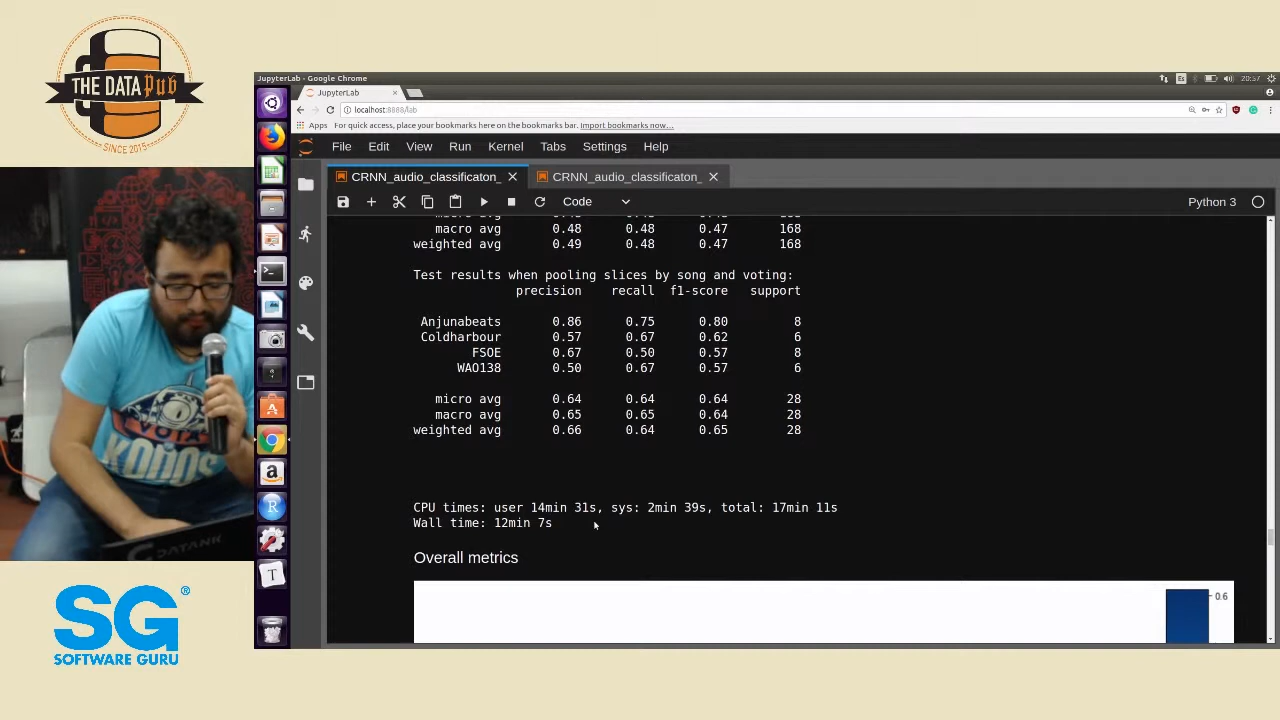 THE DATA Pub
SINCE 2015
JupyterLab - Google Chrome
Es
20:57
JupyterLab
localhost:8888/lab
Apps For quick access, place your bookmarks here on the bookmarks bar. Import bookmarks now...
File Edit View Run Kernel Tabs Settings Help
CRNN_audio_classificaton_
CRNN_audio_classificaton_
Code
Python 3
macro avg 0.48 0.48 0.47 168
weighted avg 0.49 0.48 0.47 168
Test results when pooling slices by song and voting:
precision recall f1-score support
Anjunabeats 0.86 0.75 0.80 8
Coldharbour 0.57 0.67 0.62 6
FSOE 0.67 0.50 0.57 8
WAO138 0.50 0.67 0.57 6
micro avg 0.64 0.64 0.64 28
macro avg 0.65 0.65 0.64 28
weighted avg 0.66 0.64 0.65 28
CPU times: user 14min 31s, sys: 2min 39s, total: 17min 11s
Wall time: 12min 7s
Overall metrics
0.6
VOTA
KODOS
DATANK
SG®
SOFTWARE GURU